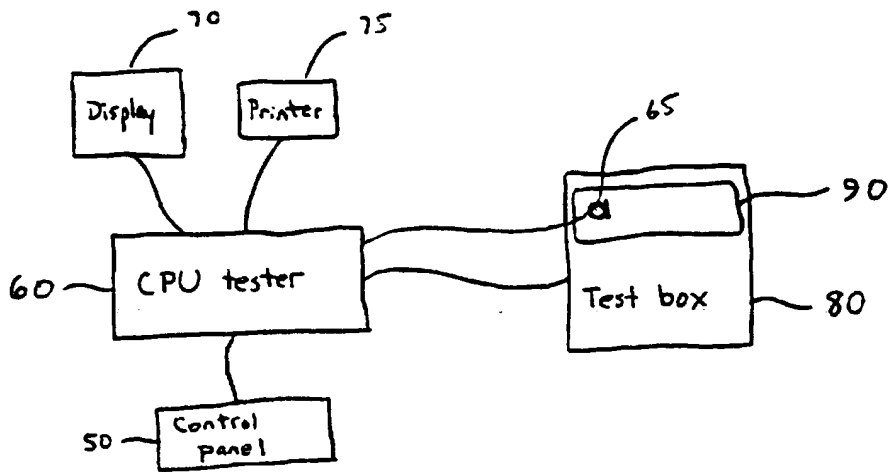 70
75
Display
Printer
65
90
60
CPU tester
Test box
80
50
Control
panel